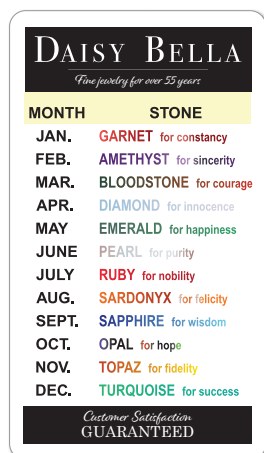 DAISY BELLA
Fine jewelry for over 55 years
MONTH STONE
JAN. GARNET for constancy
FEB. AMETHYST for sincerity
MAR. BLOODSTONE for courage
APR. DIAMOND for innocence
MAY EMERALD for happiness
JUNE PEARL for purity
JULY RUBY for nobility
AUG. SARDONYX for felicity
SEPT. SAPPHIRE for wisdom
OCT. OPAL for hope
NOV. TOPAZ for fidelity
DEC. TURQUOISE for success
Customer Satisfaction
GUARANTEED